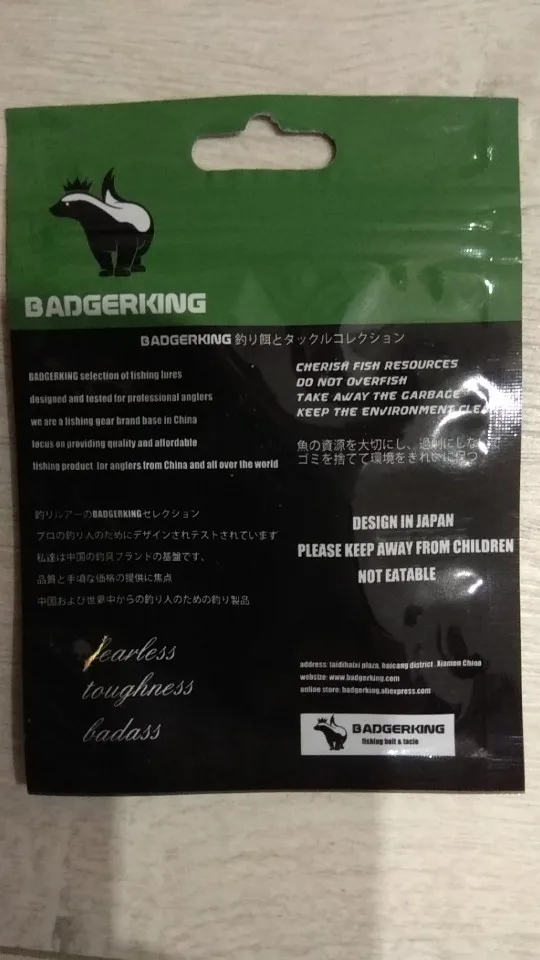 BADGERKING
BADGERKING 釣り餌とタックルコレクション
BADGERKING selection of fishing lures
designed and tested for professional anglers
we are a fishing gear brand base in China
focus on providing quality and affordable
fishing product for anglers from China and all over the world
CHERISH FISH RESOURCES
DO NOT OVERFISH
TAKE AWAY THE GARBAGE
KEEP THE ENVIRONMENT
魚の資源を大切にし、過剰にしな
ゴミを捨てて環境をきれいに保つ
釣りルアーのBADGERKINGセレクション
プロの釣り人のためにデザインされテストされています
私達は中国の釣具ブランドの基盤です、
品質と手頃な価格の提供に焦点
中国および世界中からの釣り人のための釣り製品
DESIGN IN JAPAN
PLEASE KEEP AWAY FROM CHILDREN
NOT EATABLE
fearless
toughness
badass
address: taidihaixi plaza, haicang district . Xiamen China
website: www.badgerking.com
online store: badgerking.aliexpress.com
BADGERKING
fishing bait & tacle